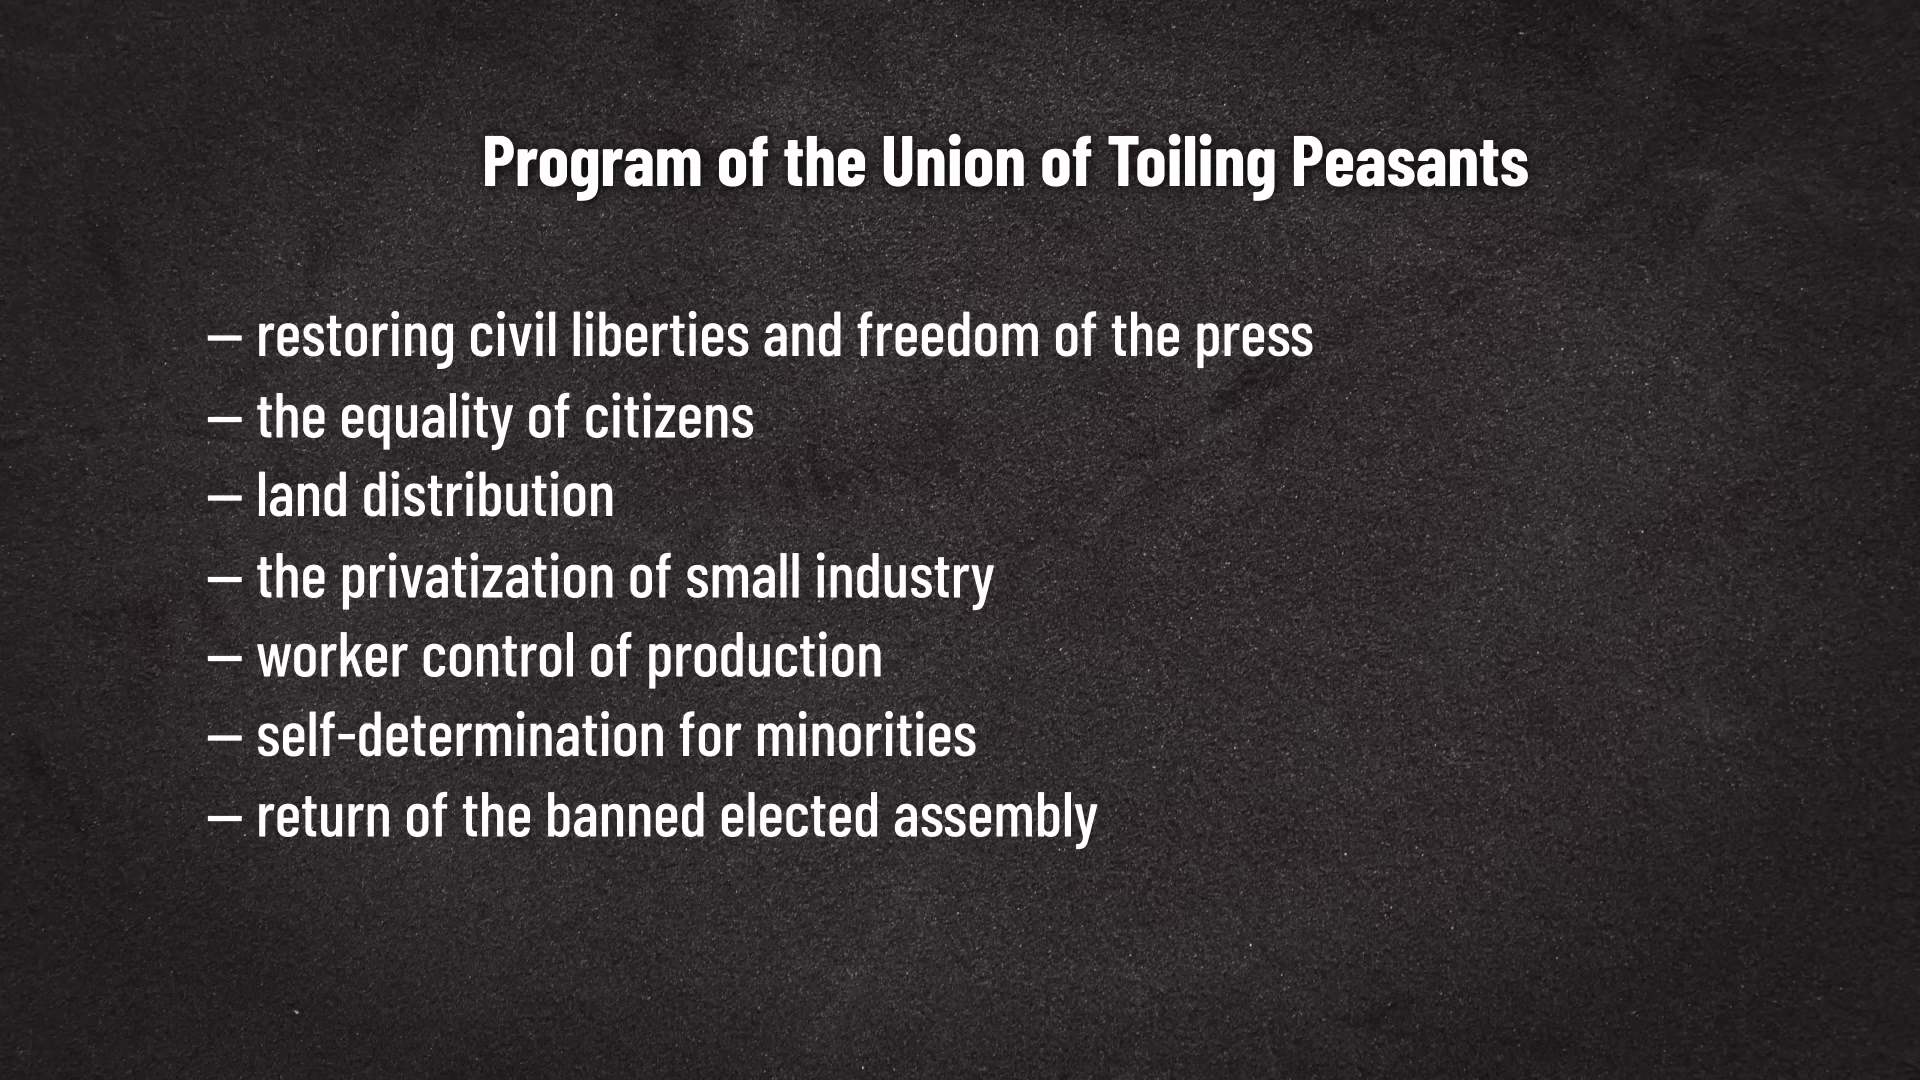 Program of the Union of Toiling Peasants
– restoring civil liberties and freedom of the press
– the equality of citizens
– land distribution
– the privatization of small industry
– worker control of production
– self-determination for minorities
– return of the banned elected assembly